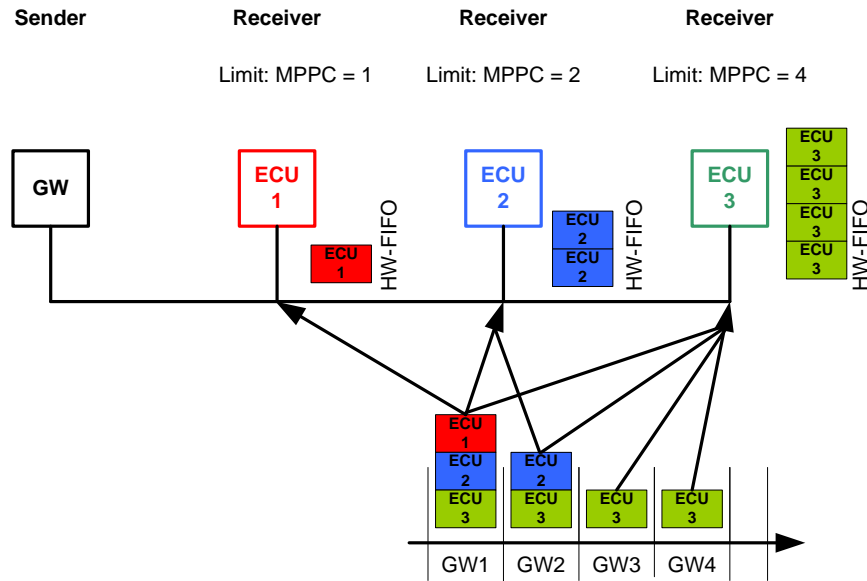 Sender
Receiver
Receiver
Receiver
Limit: MPPC = 1
Limit: MPPC = 2
Limit: MPPC = 4
GW
ECU
1
ECU
1
HW-FIFO
ECU
2
ECU
2
ECU
2
HW-FIFO
ECU
3
ECU
3
ECU
3
ECU
3
ECU
3
HW-FIFO
ECU
1
ECU
2
ECU
3
ECU
2
ECU
3
ECU
3
ECU
3
GW1
GW2
GW3
GW4